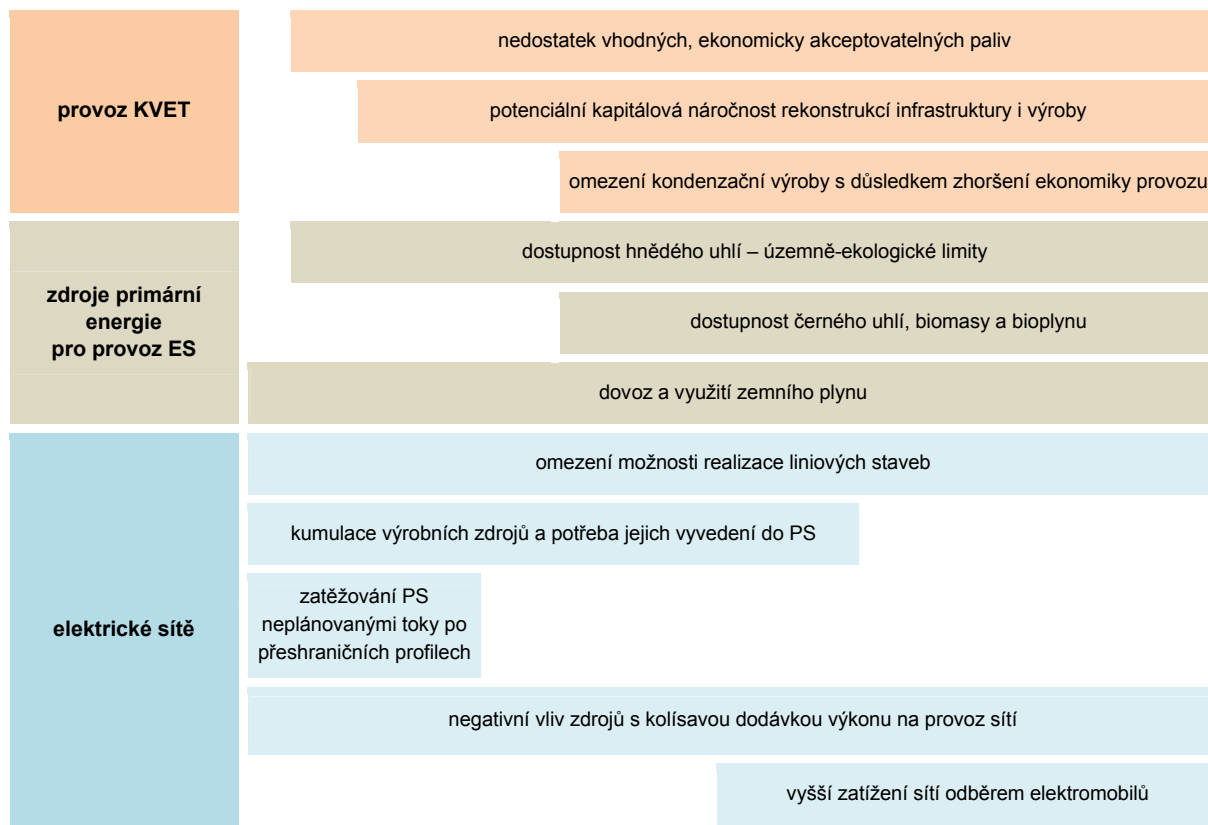 provoz KVET
nedostatek vhodných, ekonomicky akceptovatelných paliv
potenciální kapitálová náročnost rekonstrukcí infrastruktury i výroby
omezení kondenzační výroby s důsledkem zhoršení ekonomiky provozu
zdroje primární
energie
pro provoz ES
dostupnost hnědého uhlí – územně-ekologické limity
dostupnost černého uhlí, biomasy a bioplynu
dovoz a využití zemního plynu
elektrické sítě
omezení možnosti realizace liniových staveb
kumulace výrobních zdrojů a potřeba jejich vyvedení do PS
zatěžování PS
neplánovanými toky po
přeshraničních profilech
negativní vliv zdrojů s kolísavou dodávkou výkonu na provoz sítí
vyšší zatížení sítí odběrem elektromobilů